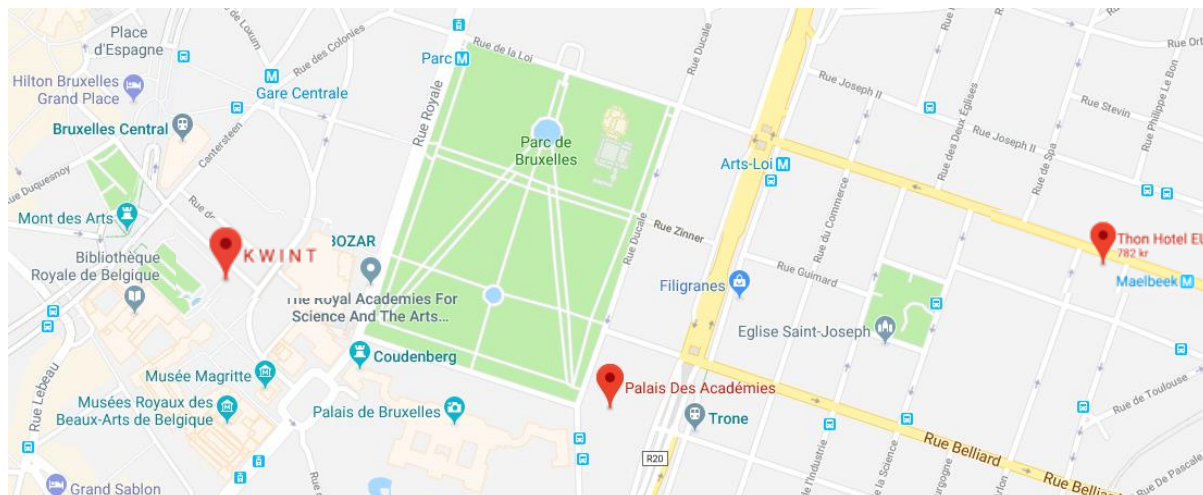 Place
d'Espagne
de Loxum
Rue des Colonies
Hilton Bruxelles
Grand Place
Gare Centrale
Bruxelles Central
Cantersteen
Rue Duquesnoy
Mont des Arts
Bibliothèque
Royale de Belgique
KWINT
BOZAR
The Royal Academies For
Science And The Arts...
Coudenberg
Musée Magritte
Musées Royaux des
Beaux-Arts de Belgique
Palais de Bruxelles
Rue Lebeau
Grand Sablon
Parc
Rue Royale
Rue de la Loi
Parc de
Bruxelles
Rue Ducale
Rue Ducale
Rue Zinner
Palais Des Académies
Trone
R20
Filigranes
Arts-Loi
Rue du Commerce
Rue Guimard
Eglise Saint-Joseph
Rue Joseph II
Rue Joseph II
Rue des Deux Églises
Rue Stevin
Rue de Spa
Rue Philippe Le Bon
Thon Hotel EU
782 kr
Maelbeek
Rue de Toulouse
Rue Belliard
Rue Belliard
Rue De Pascale
l'Industrie
de la Science